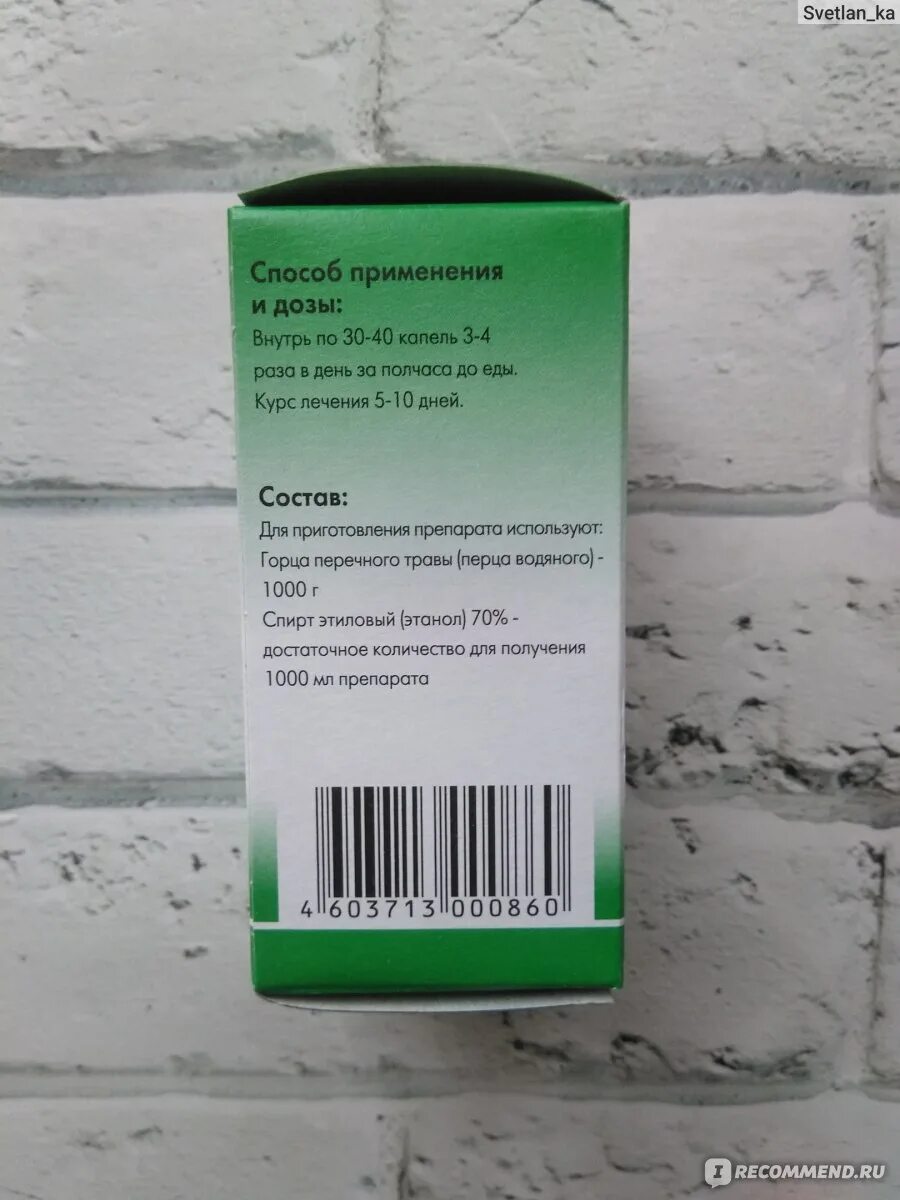 Svetlan_ka
Способ применения
и дозы:
Внутрь по 30-40 капель 3-4
раза в день за полчаса до еды.
Курс лечения 5-10 дней.
Состав:
Для приготовления препарата используют:
Горца перечного травы (перца водяного) -
1000 г
Спирт этиловый (этанол) 70% -
достаточное количество для получения
1000 мл препарата
4 603713 000860
IRECOMMEND.RU